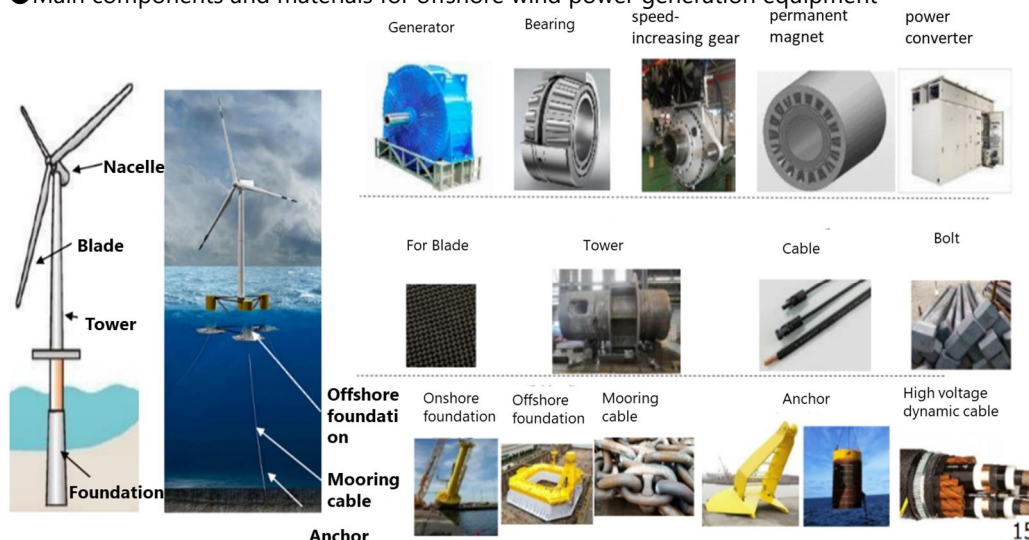 ●Main components and materials for offshore wind power generation equipment
Generator
Bearing
speed-
increasing gear
permanent
magnet
power
converter
Nacelle
Blade
Tower
Foundation
For Blade
Tower
Cable
Bolt
Offshore
foundati
on
Mooring
cable
Anchor
Onshore
foundation
Offshore
foundation
Mooring
cable
Anchor
High voltage
dynamic cable
15